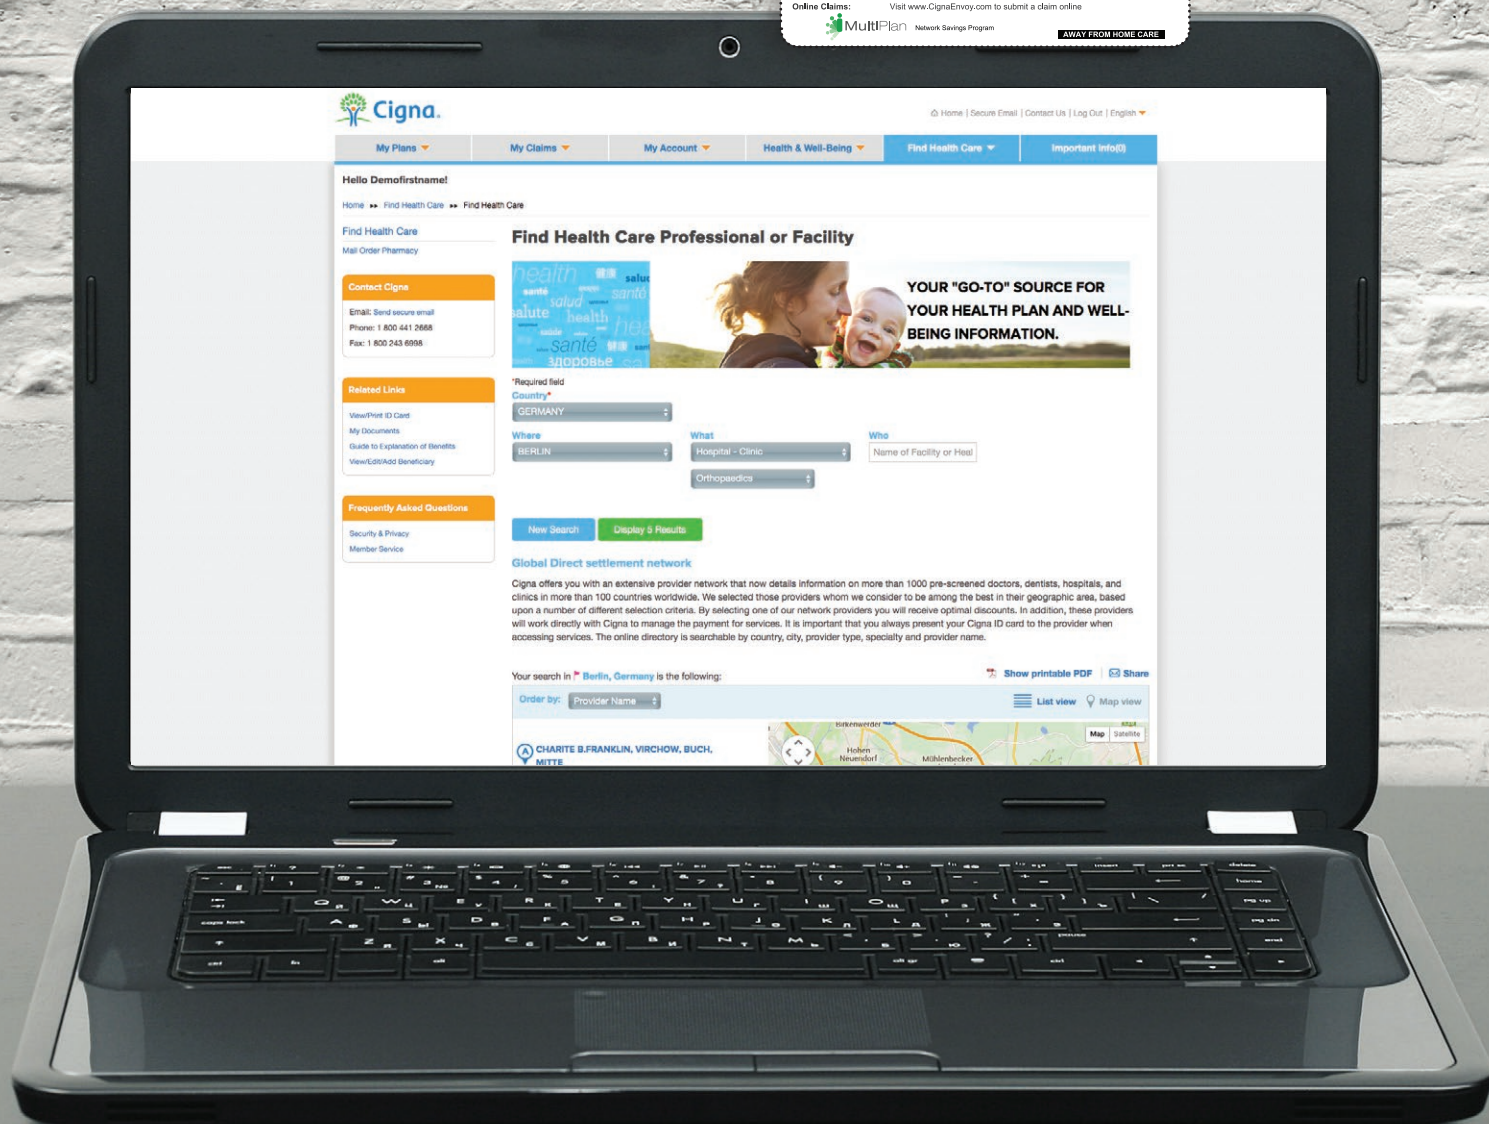 Online Claims: Visit www.CignaEnvoy.com to submit a claim online
MultiPlan Network Savings Program
AWAY FROM HOME CARE
Cigna.
Home | Secure Email | Contact Us | Log Out | English
My Plans My Claims My Account Health & Well-Being Find Health Care Important Info(0)
Hello Demofirstname!
Home Find Health Care Find Health Care
Find Health Care
Mail Order Pharmacy
Contact Cigna
Email: Send secure email
Phone: 1 800 441 2668
Fax: 1 800 243 6998
Related Links
View/Print ID Card
My Documents
Guide to Explanation of Benefits
View/Edit/Add Beneficiary
Frequently Asked Questions
Security & Privacy
Member Service
Find Health Care Professional or Facility
health salud
santé santé
salud
salute health
santé
здоровье
YOUR "GO-TO" SOURCE FOR
YOUR HEALTH PLAN AND WELL-
BEING INFORMATION.
*Required field
Country*
GERMANY
Where What Who
BERLIN Hospital - Clinic Name of Facility or Heal
Orthopaedics
New Search Display 5 Results
Global Direct settlement network
Cigna offers you with an extensive provider network that now details information on more than 1000 pre-screened doctors, dentists, hospitals, and
clinics in more than 100 countries worldwide. We selected those providers whom we consider to be among the best in their geographic area, based
upon a number of different selection criteria. By selecting one of our network providers you will receive optimal discounts. In addition, these providers
will work directly with Cigna to manage the payment for services. It is important that you always present your Cigna ID card to the provider when
accessing services. The online directory is searchable by country, city, provider type, specialty and provider name.
Your search in Berlin, Germany is the following:
Show printable PDF | Share
Order by: Provider Name List view Map view
A CHARITE B.FRANKLIN, VIRCHOW, BUCH,
MITTE
Birkenwerder
Hohen
Neuendorf
Mühlenbecker
Map Satellite